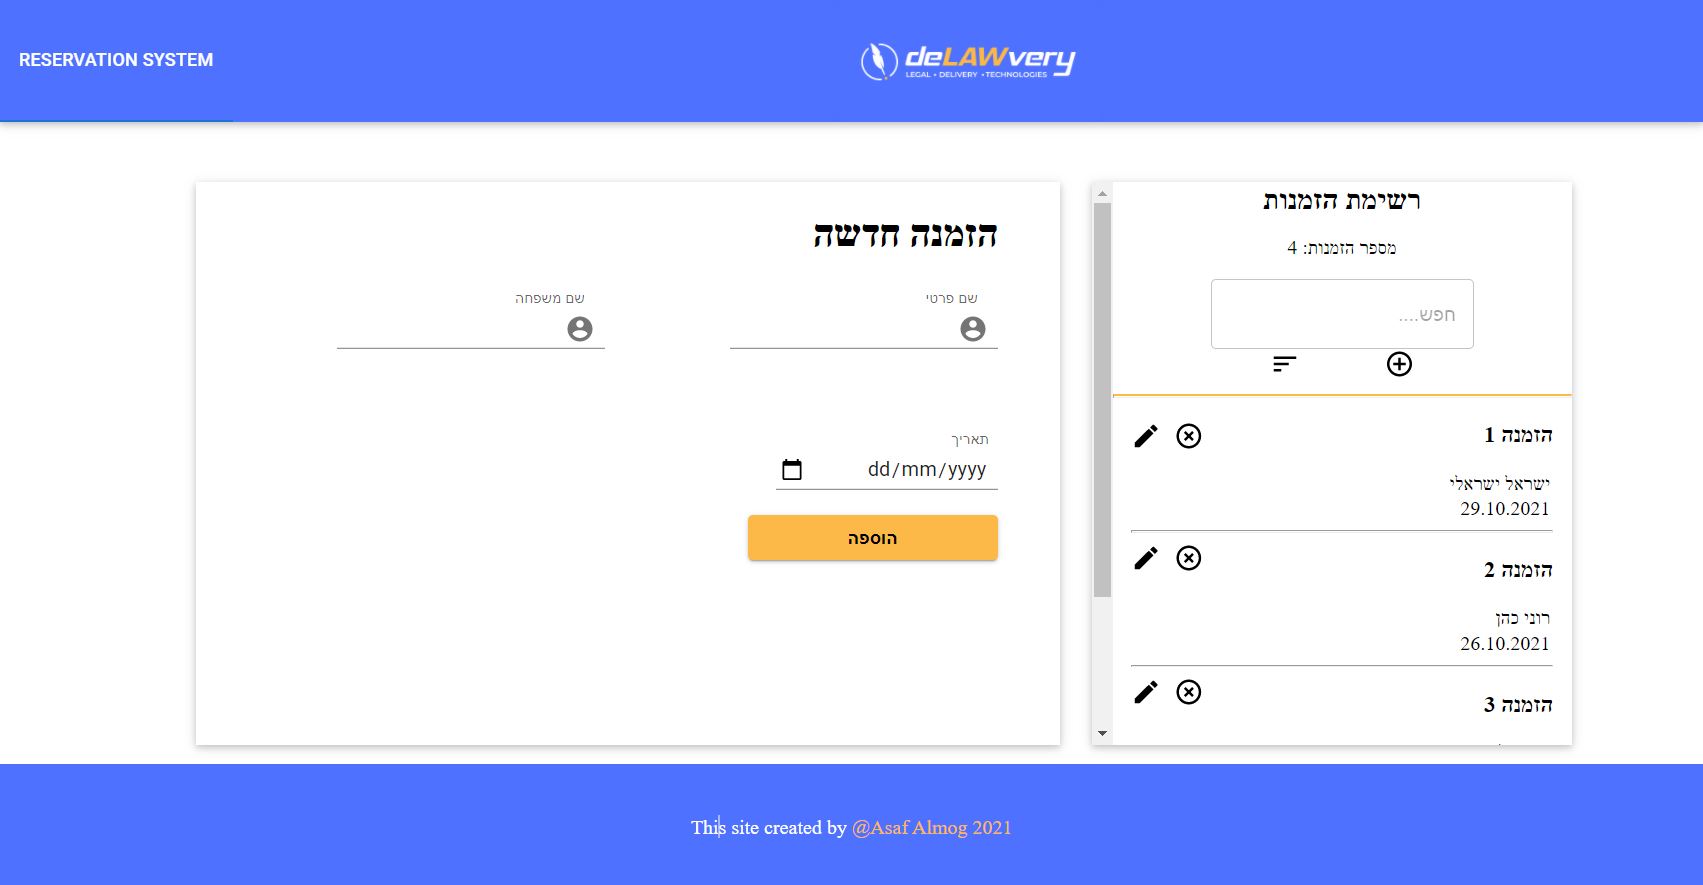 RESERVATION SYSTEM
deLAWvery
LEGAL • DELIVERY • TECHNOLOGIES
רשימת הזמנות
מספר הזמנות: 4
חפש....
הזמנה 1
ישראל ישראלי
29.10.2021
הזמנה 2
רוני כהן
26.10.2021
הזמנה 3
הזמנה חדשה
שם פרטי
שם משפחה
תאריך
dd/mm/yyyy
הוספה
This site created by @Asaf Almog 2021